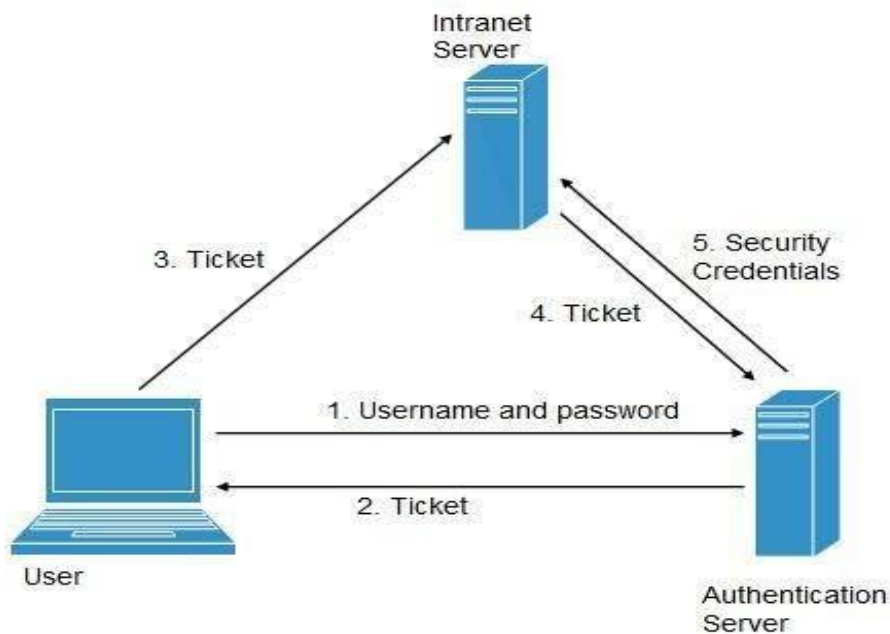 Intranet
Server
3. Ticket
5. Security
Credentials
4. Ticket
1. Username and password
2. Ticket
User
Authentication
Server